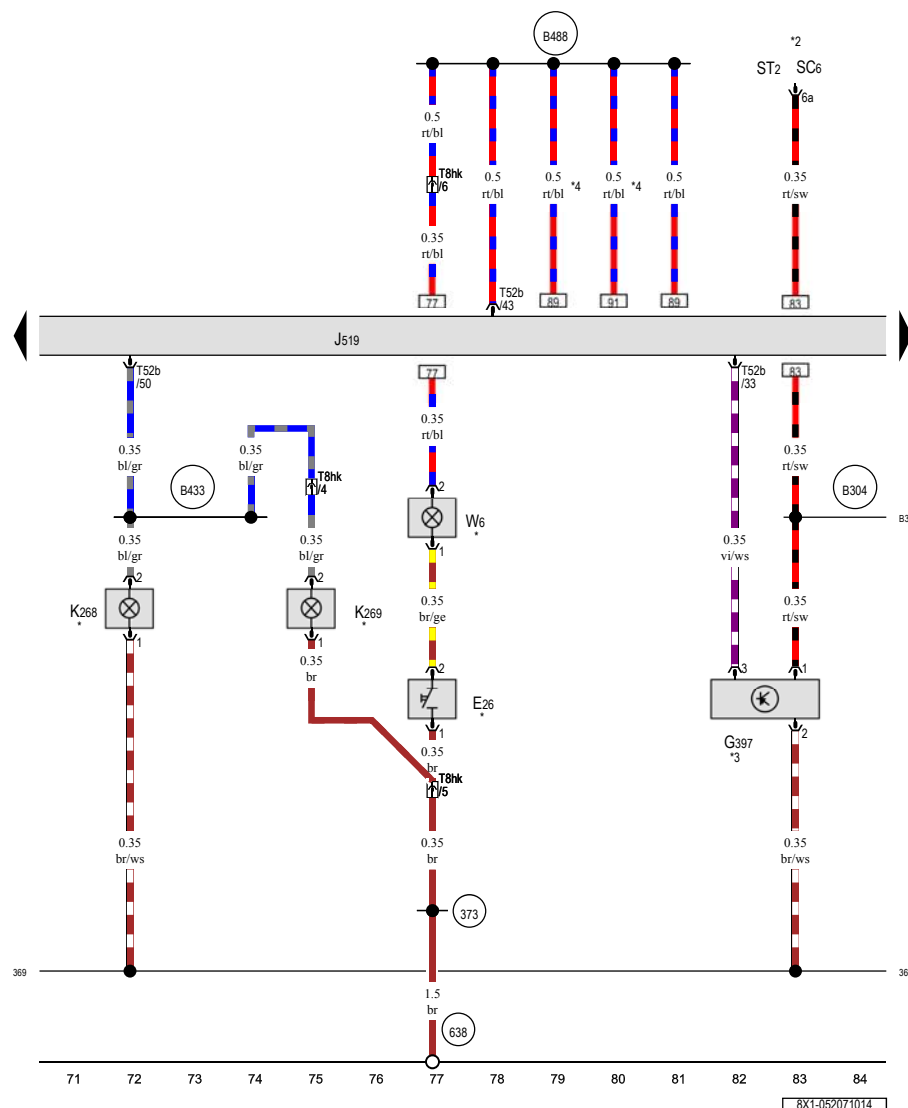 B488
*2
ST2 SC6
6a
0.5
rt/bl
T8hk
/6
0.35
rt/bl
0.5
rt/bl
0.5
rt/bl
*4
0.5
rt/bl
*4
0.5
rt/bl
0.35
rt/sw
77
T52b
/43
89
91
89
83
J519
T52b
/50
77
T52b
/33
83
0.35
bl/gr
B433
0.35
bl/gr
T8hk
/4
0.35
rt/bl
0.35
rt/sw
B304
B3
2
W6
*
1
0.35
bl/gr
0.35
bl/gr
0.35
vi/ws
2
K268
*
1
2
K269
*
1
0.35
br/ge
0.35
rt/sw
0.35
br
2
E26
*
1
3
1
G397
*3
2
0.35
br
T8hk
/5
0.35
br/ws
0.35
br
0.35
br/ws
373
369
36
1.5
br
638
71 72 73 74 75 76 77 78 79 80 81 82 83 84
8X1-052071014